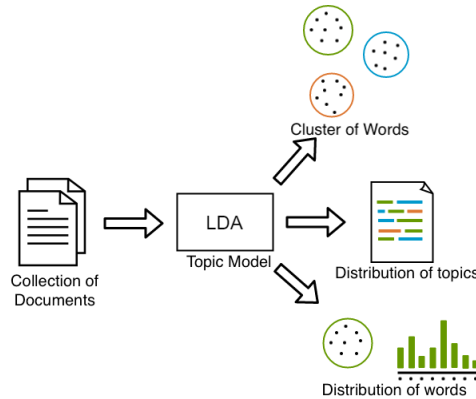 Cluster of Words
LDA
Topic Model
Collection of
Documents
Distribution of topics
Distribution of words